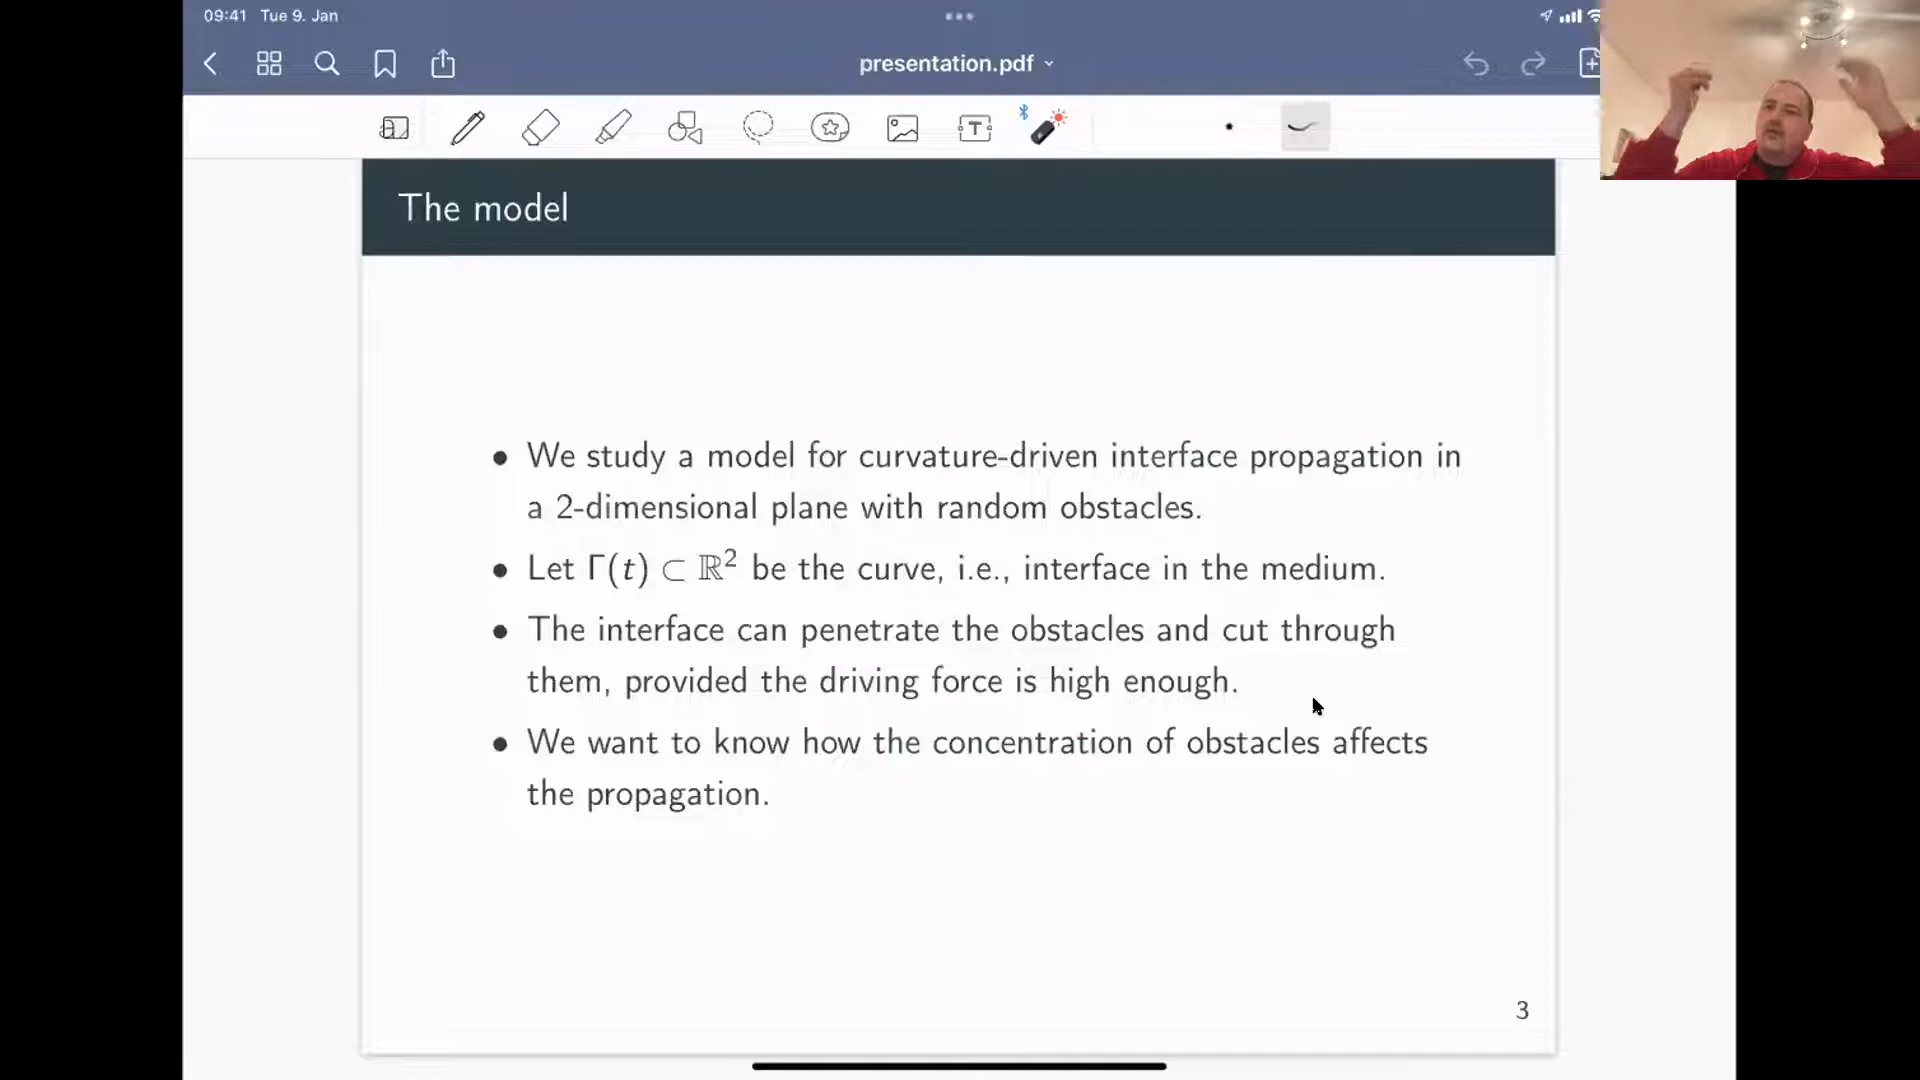 09:41 Tue 9. Jan
presentation.pdf
The model
• We study a model for curvature-driven interface propagation in
a 2-dimensional plane with random obstacles.
• Let Γ(t) ⊂ ℝ² be the curve, i.e., interface in the medium.
• The interface can penetrate the obstacles and cut through
them, provided the driving force is high enough.
• We want to know how the concentration of obstacles affects
the propagation.
3